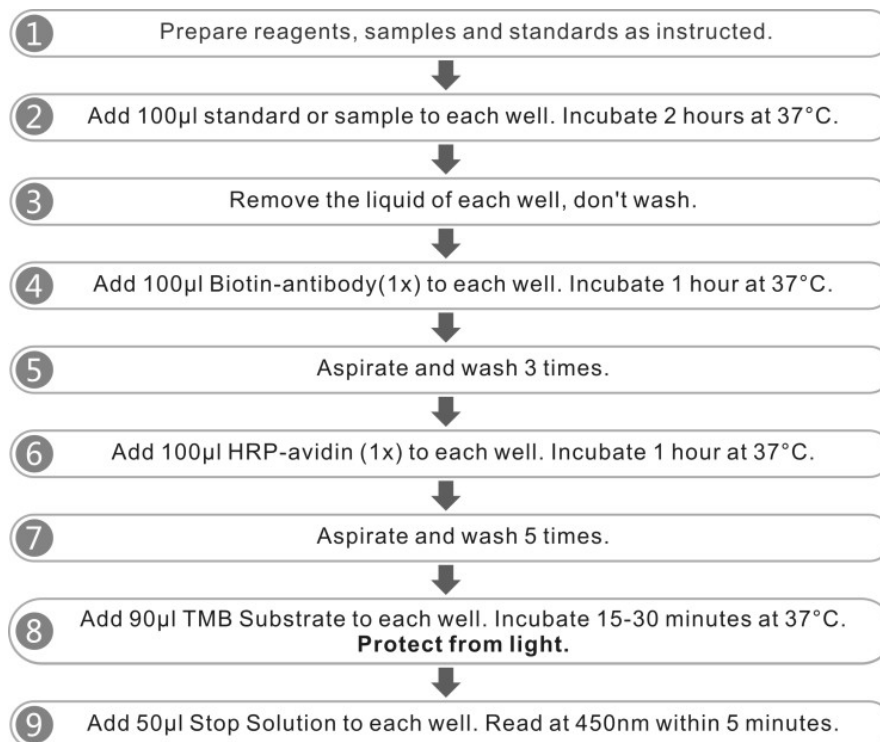 1 Prepare reagents, samples and standards as instructed.
2 Add 100µl standard or sample to each well. Incubate 2 hours at 37°C.
3 Remove the liquid of each well, don't wash.
4 Add 100µl Biotin-antibody(1x) to each well. Incubate 1 hour at 37°C.
5 Aspirate and wash 3 times.
6 Add 100µl HRP-avidin (1x) to each well. Incubate 1 hour at 37°C.
7 Aspirate and wash 5 times.
8 Add 90µl TMB Substrate to each well. Incubate 15-30 minutes at 37°C.
Protect from light.
9 Add 50µl Stop Solution to each well. Read at 450nm within 5 minutes.